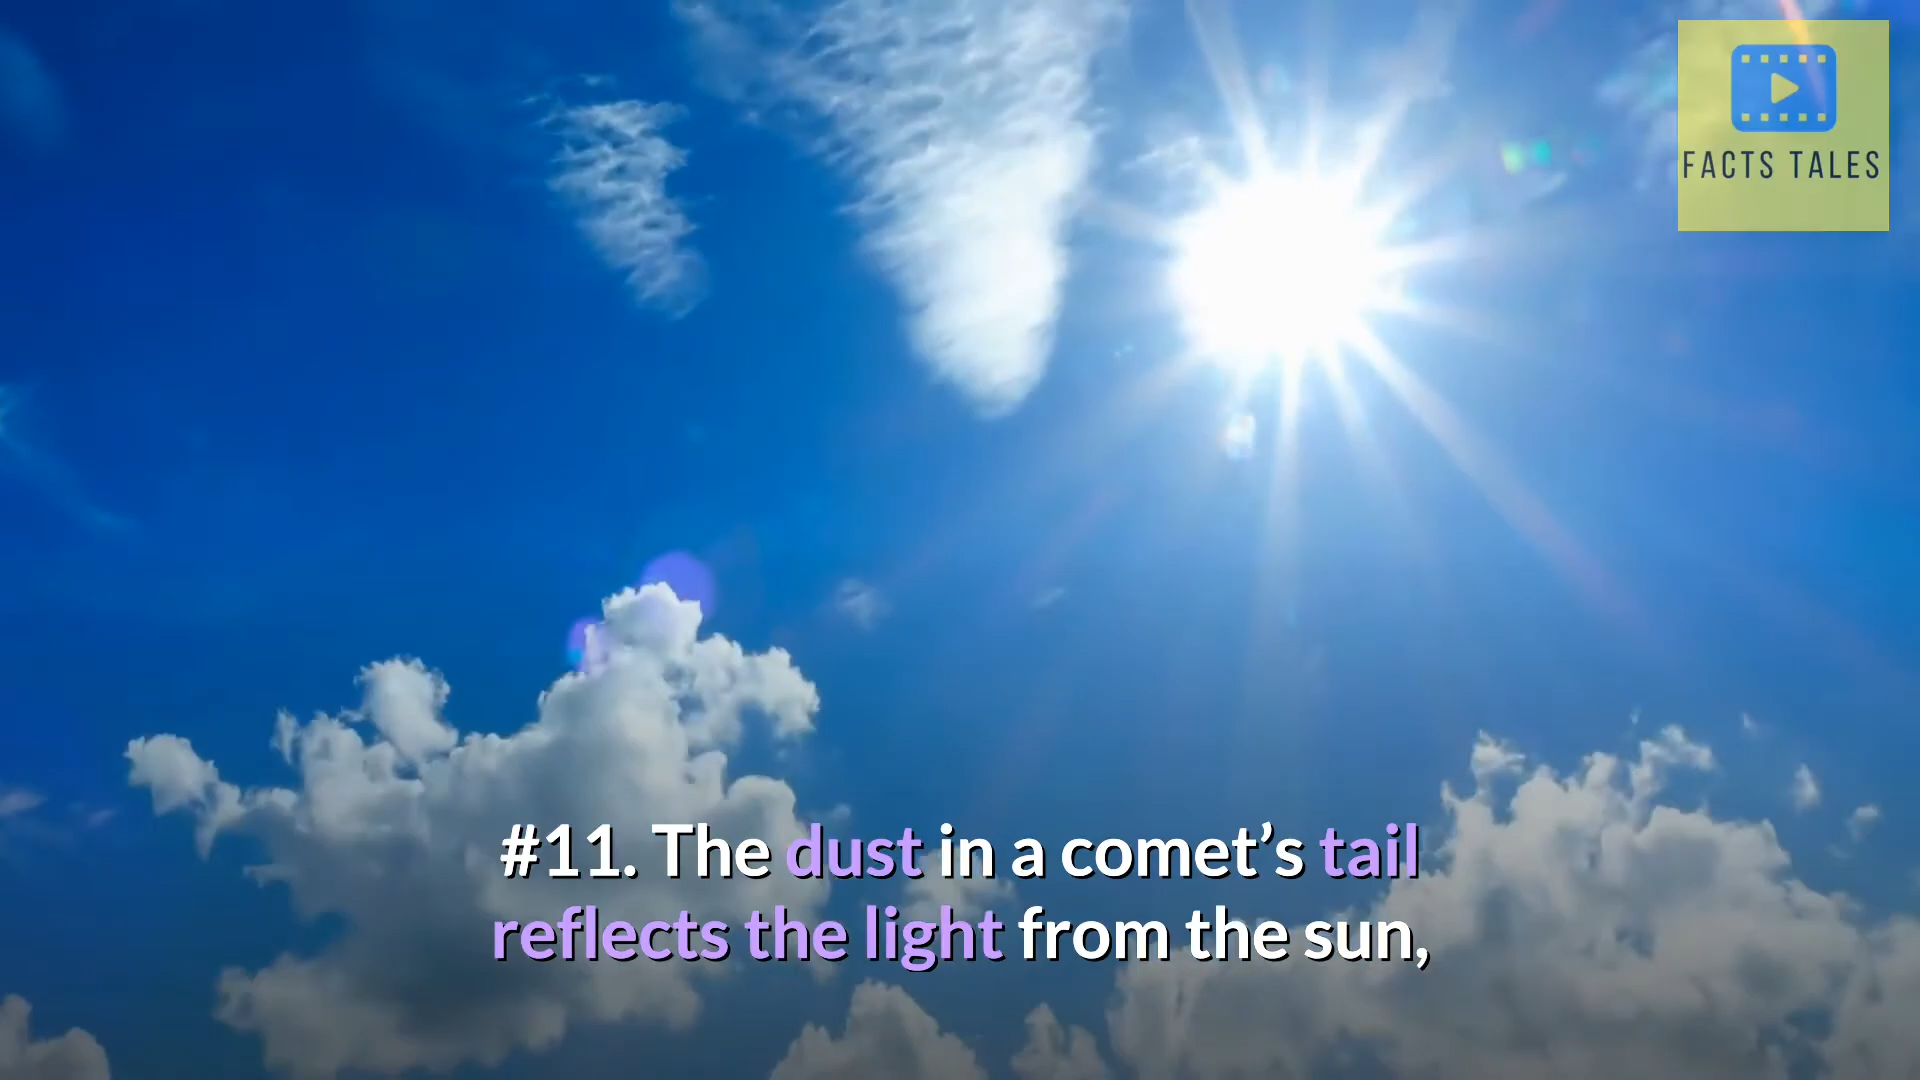 FACTS TALES
#11. The dust in a comet’s tail
reflects the light from the sun,